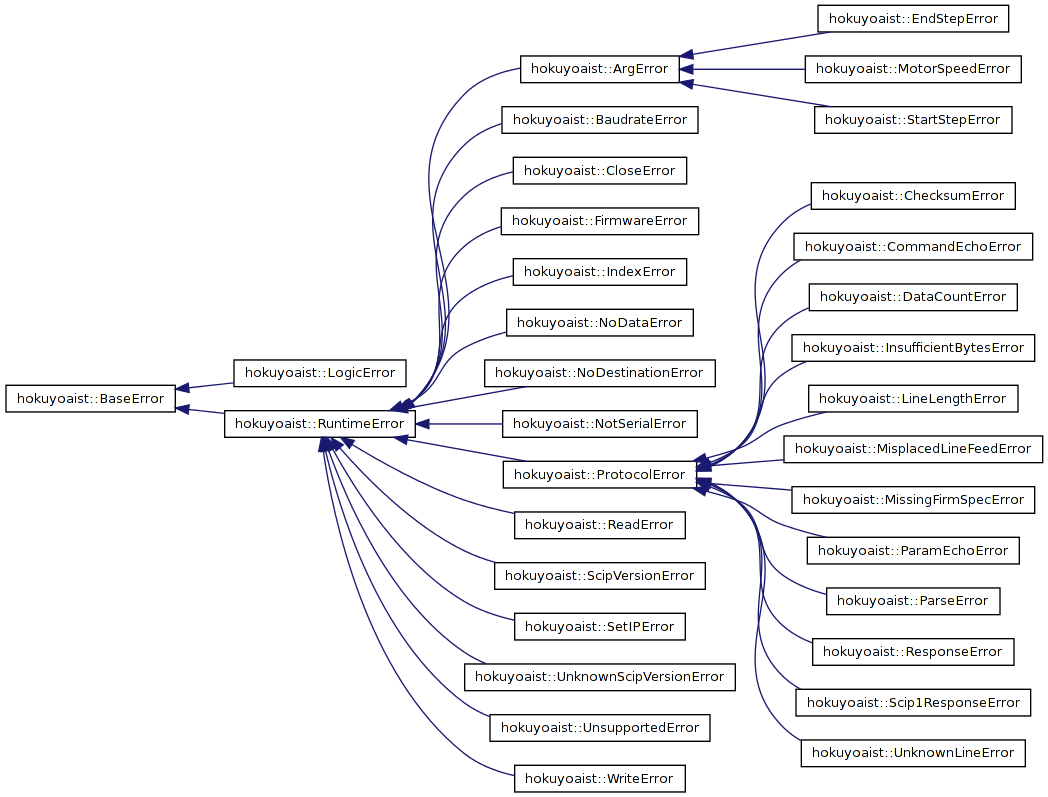 hokuyoaist::EndStepError
hokuyoaist::ArgError
hokuyoaist::MotorSpeedError
hokuyoaist::BaudrateError
hokuyoaist::StartStepError
hokuyoaist::CloseError
hokuyoaist::ChecksumError
hokuyoaist::FirmwareError
hokuyoaist::CommandEchoError
hokuyoaist::IndexError
hokuyoaist::DataCountError
hokuyoaist::NoDataError
hokuyoaist::InsufficientBytesError
hokuyoaist::LogicError
hokuyoaist::NoDestinationError
hokuyoaist::BaseError
hokuyoaist::LineLengthError
hokuyoaist::RuntimeError
hokuyoaist::NotSerialError
hokuyoaist::MisplacedLineFeedError
hokuyoaist::ProtocolError
hokuyoaist::MissingFirmSpecError
hokuyoaist::ReadError
hokuyoaist::ParamEchoError
hokuyoaist::ScipVersionError
hokuyoaist::ParseError
hokuyoaist::SetIPError
hokuyoaist::ResponseError
hokuyoaist::UnknownScipVersionError
hokuyoaist::Scip1ResponseError
hokuyoaist::UnsupportedError
hokuyoaist::UnknownLineError
hokuyoaist::WriteError